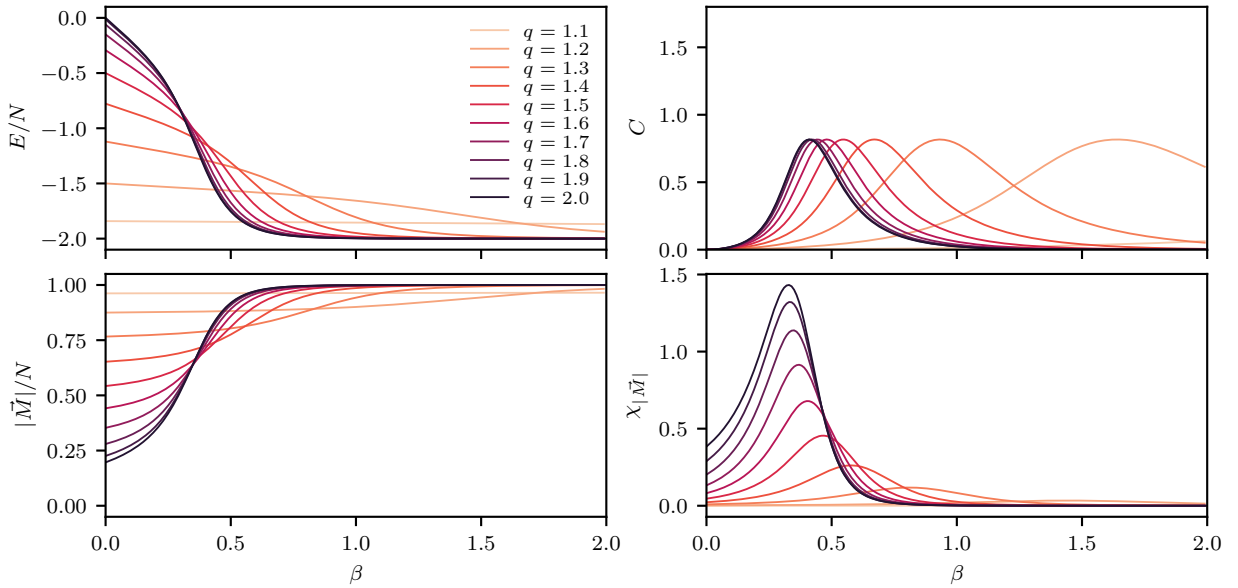 0.0
−0.5
−1.0
−1.5
−2.0
E/N
q = 1.1
q = 1.2
q = 1.3
q = 1.4
q = 1.5
q = 1.6
q = 1.7
q = 1.8
q = 1.9
q = 2.0
1.5
1.0
0.5
0.0
C
1.00
0.75
0.50
0.25
0.00
|M⃗|/N
0.0
0.5
1.0
1.5
2.0
β
1.5
1.0
0.5
0.0
χ|M⃗|
0.0
0.5
1.0
1.5
2.0
β